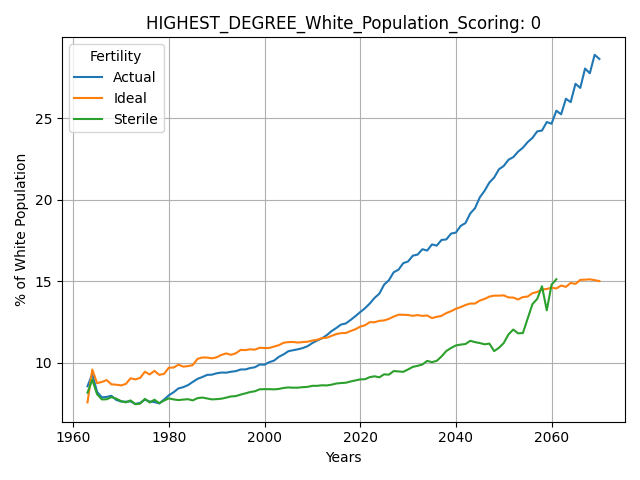 HIGHEST_DEGREE_White_Population_Scoring: 0
Fertility
Actual
Ideal
Sterile
% of White Population
25
20
15
10
1960 1980 2000 2020 2040 2060
Years